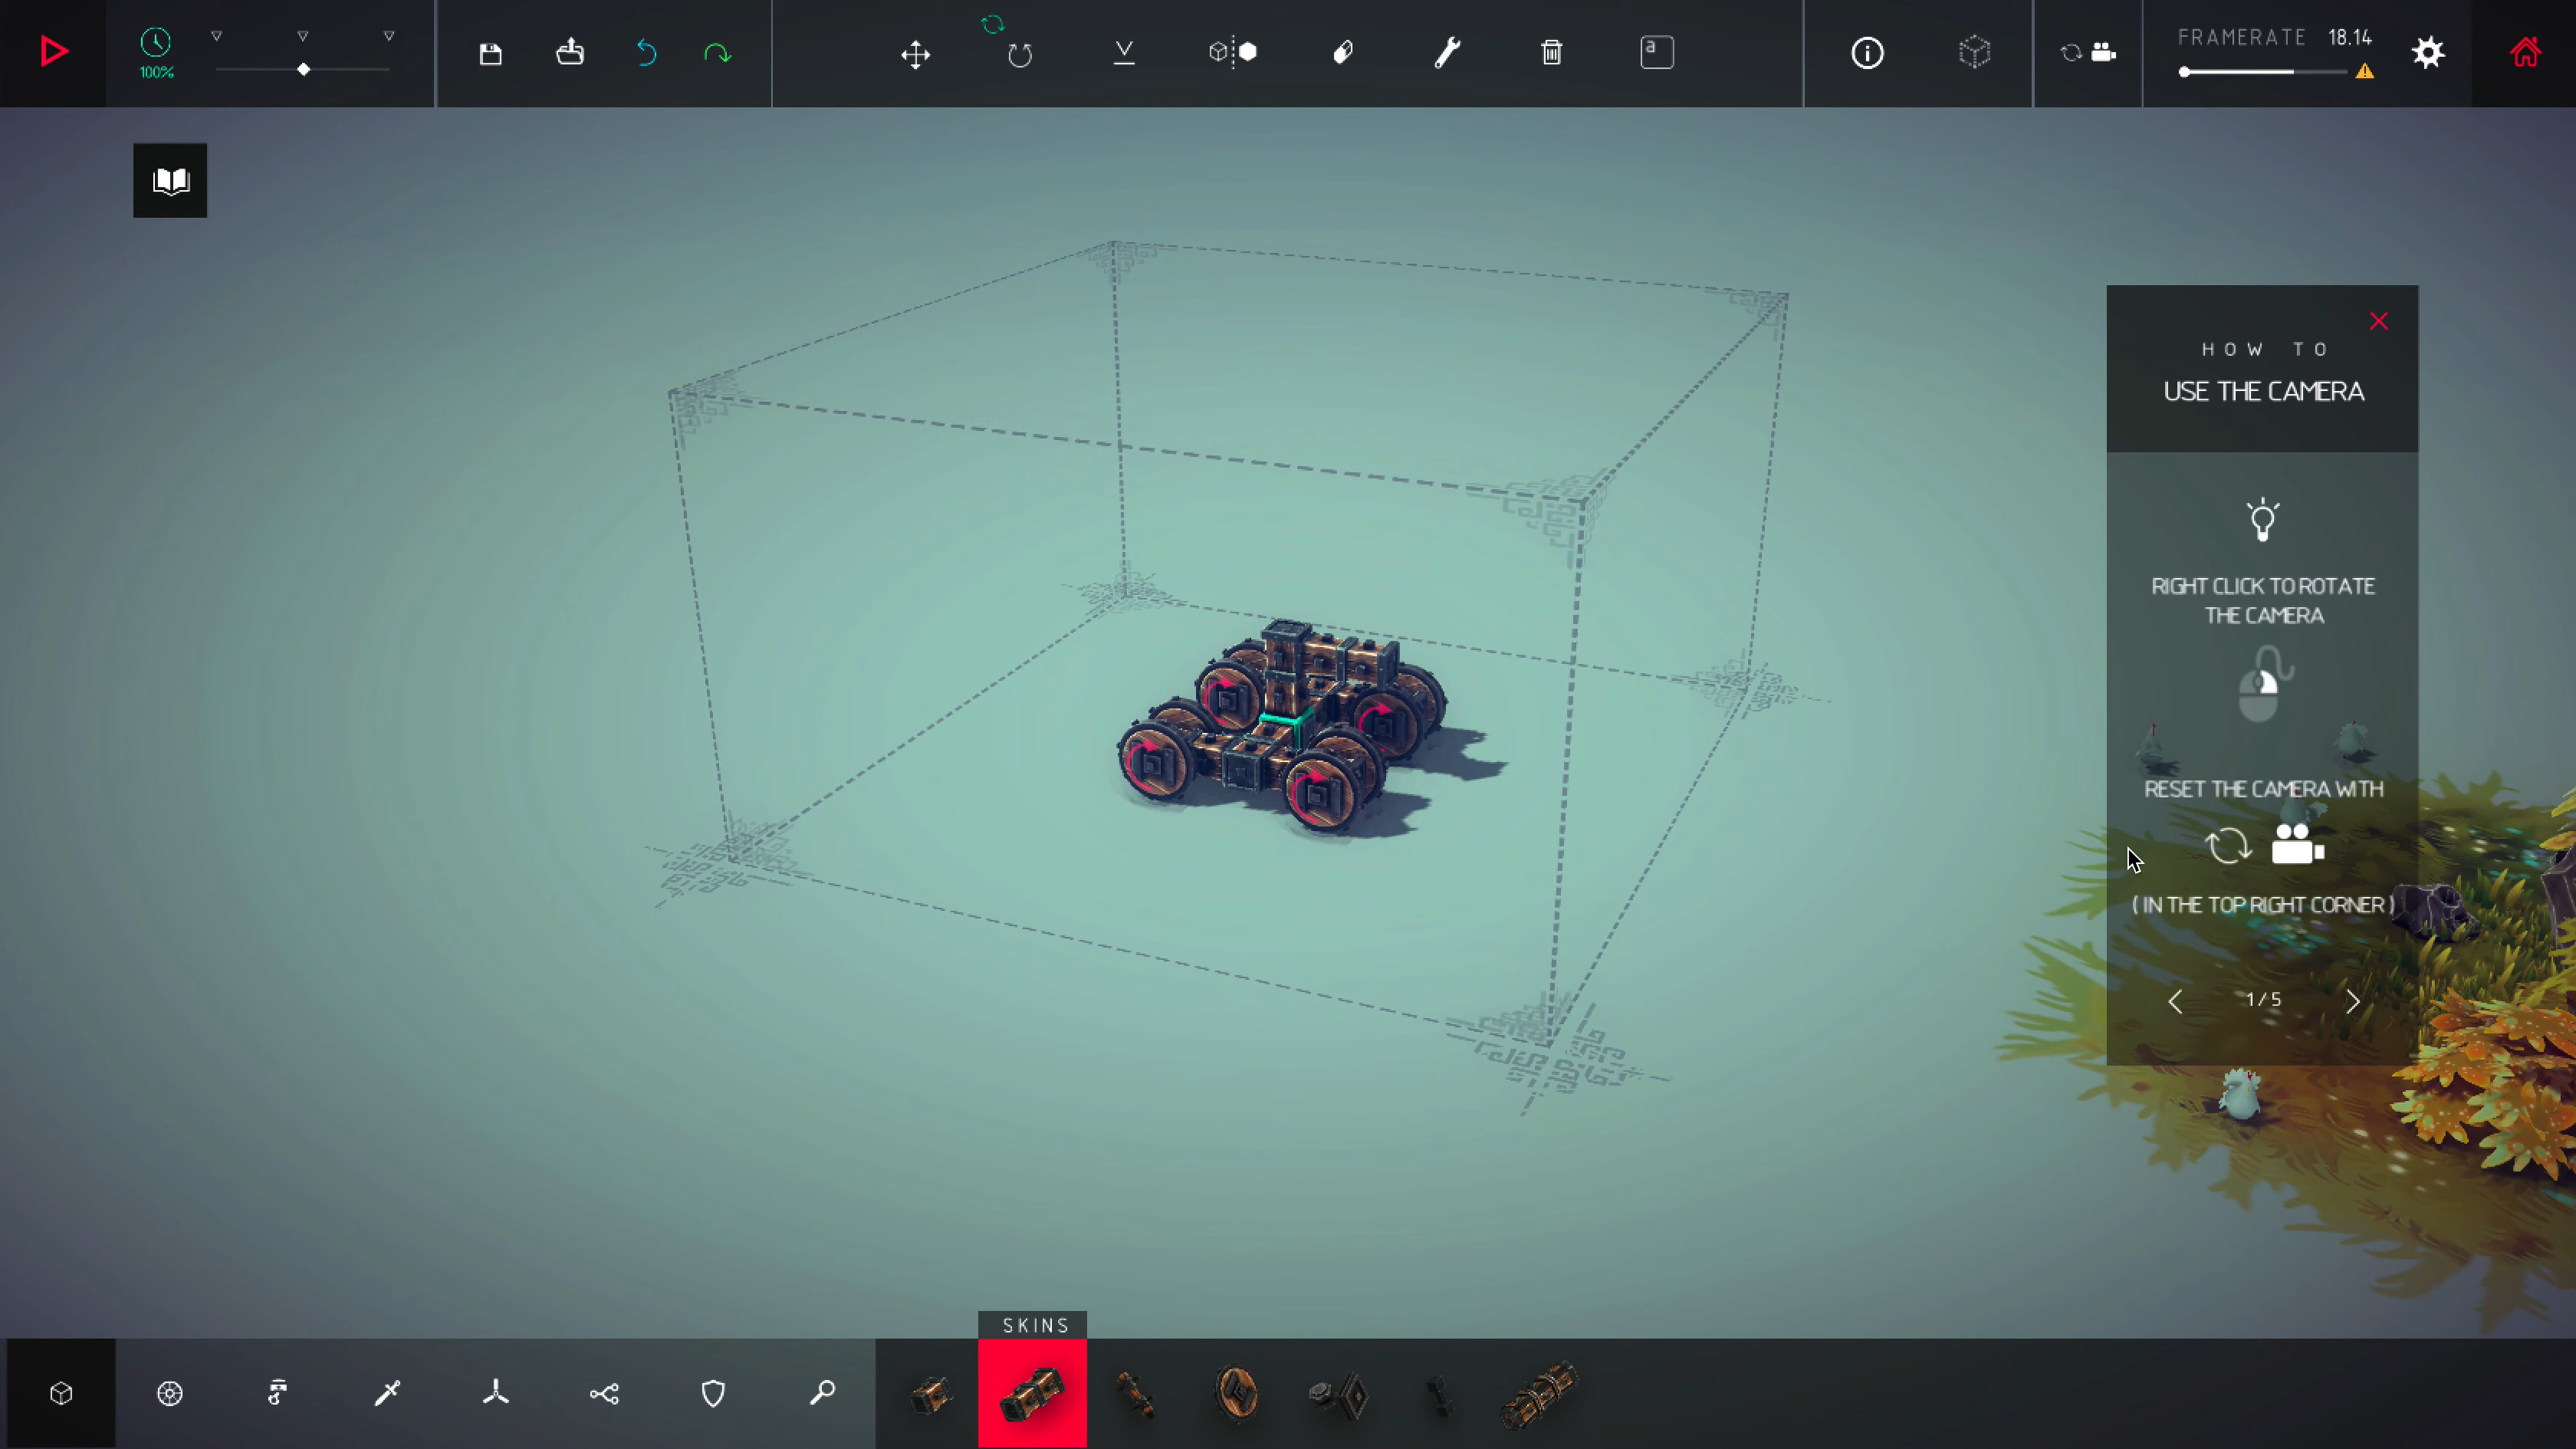 100%
a
FRAMERATE 18.14
HOW TO
USE THE CAMERA
RIGHT CLICK TO ROTATE
THE CAMERA
RESET THE CAMERA WITH
( IN THE TOP RIGHT CORNER )
1/5
SKINS